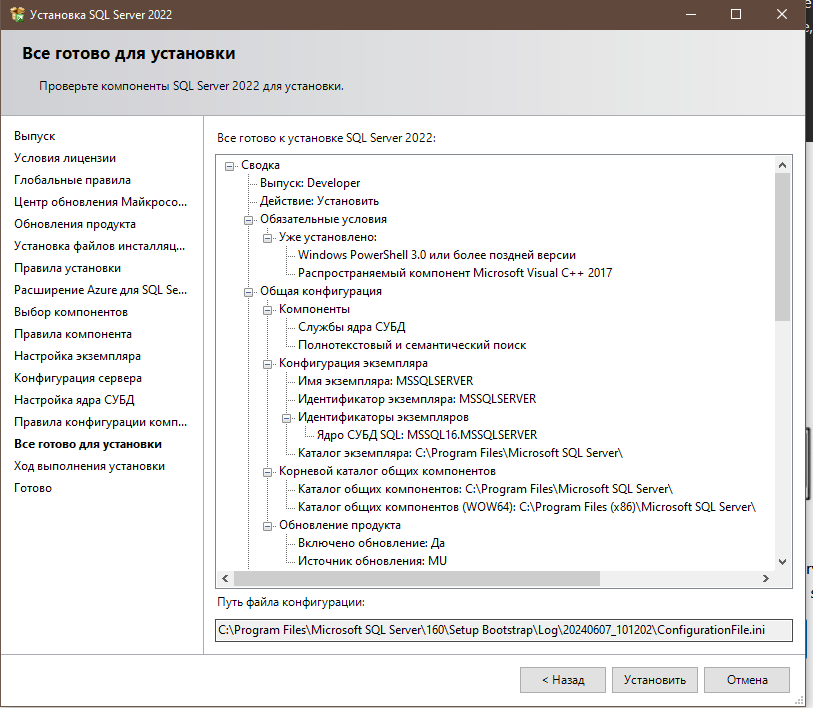 Установка SQL Server 2022
Все готово для установки
Проверьте компоненты SQL Server 2022 для установки.
Выпуск
Условия лицензии
Глобальные правила
Центр обновления Майкросо...
Обновления продукта
Установка файлов инсталляц...
Правила установки
Расширение Azure для SQL Se...
Выбор компонентов
Правила компонента
Настройка экземпляра
Конфигурация сервера
Настройка ядра СУБД
Правила конфигурации комп...
Все готово для установки
Ход выполнения установки
Готово
Все готово к установке SQL Server 2022:
Сводка
Выпуск: Developer
Действие: Установить
Обязательные условия
Уже установлено:
Windows PowerShell 3.0 или более поздней версии
Распространяемый компонент Microsoft Visual C++ 2017
Общая конфигурация
Компоненты
Службы ядра СУБД
Полнотекстовый и семантический поиск
Конфигурация экземпляра
Имя экземпляра: MSSQLSERVER
Идентификатор экземпляра: MSSQLSERVER
Идентификаторы экземпляров
Ядро СУБД SQL: MSSQL16.MSSQLSERVER
Каталог экземпляра: C:\Program Files\Microsoft SQL Server\
Корневой каталог общих компонентов
Каталог общих компонентов: C:\Program Files\Microsoft SQL Server\
Каталог общих компонентов (WOW64): C:\Program Files (x86)\Microsoft SQL Server\
Обновление продукта
Включено обновление: Да
Источник обновления: MU
Путь файла конфигурации:
C:\Program Files\Microsoft SQL Server\160\Setup Bootstrap\Log\20240607_101202\ConfigurationFile.ini
< Назад
Установить
Отмена